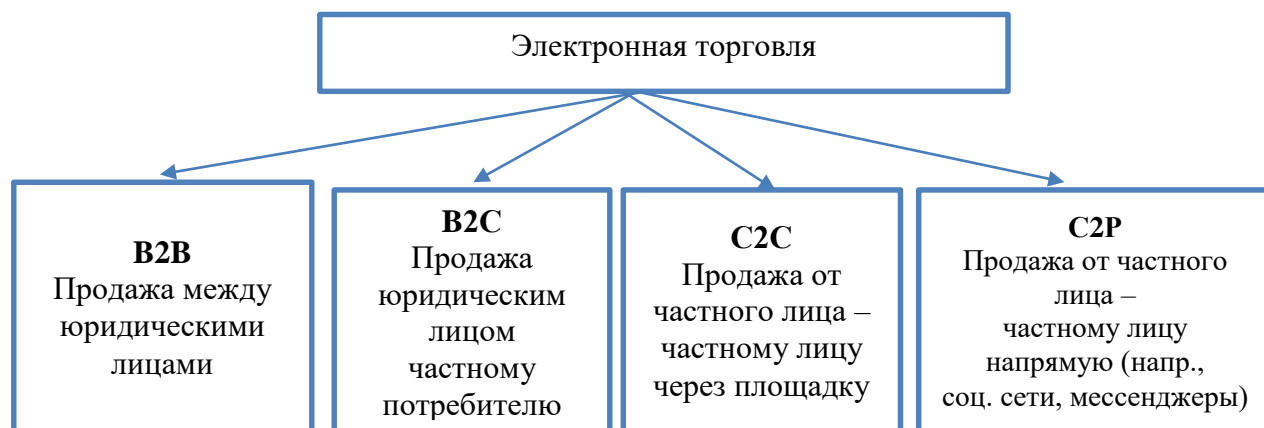 Электронная торговля
B2B
Продажа между
юридическими
лицами
B2C
Продажа
юридическим
лицом
частному
потребителю
C2C
Продажа от
частного лица –
частному лицу
через площадку
C2P
Продажа от частного
лица –
частному лицу
напрямую (напр.,
соц. сети, мессенджеры)